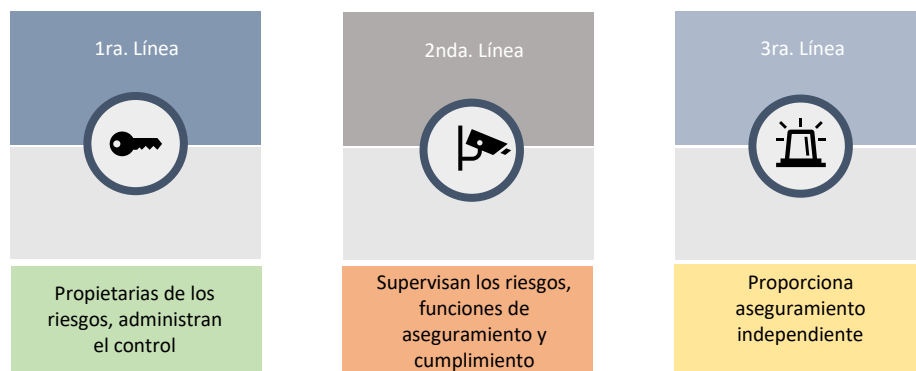 1ra. Línea
Propietarias de los
riesgos, administran
el control
2nda. Línea
Supervisan los riesgos,
funciones de
aseguramiento y
cumplimiento
3ra. Línea
Proporciona
aseguramiento
independiente